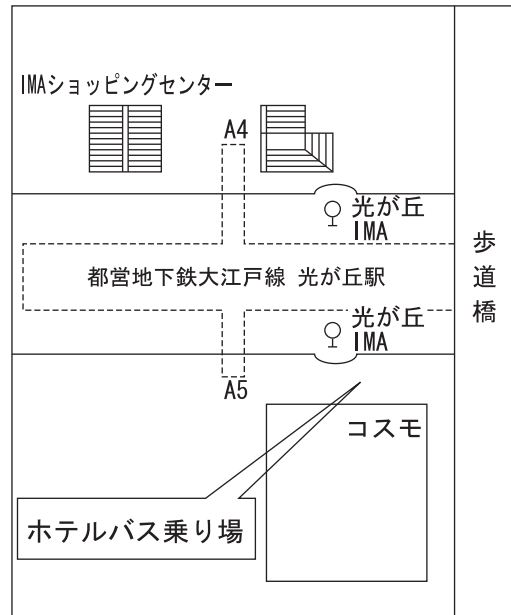 IMAショッピングセンター
A4
光が丘
IMA
歩道橋
都営地下鉄大江戸線 光が丘駅
光が丘
IMA
A5
コスモ
ホテルバス乗り場